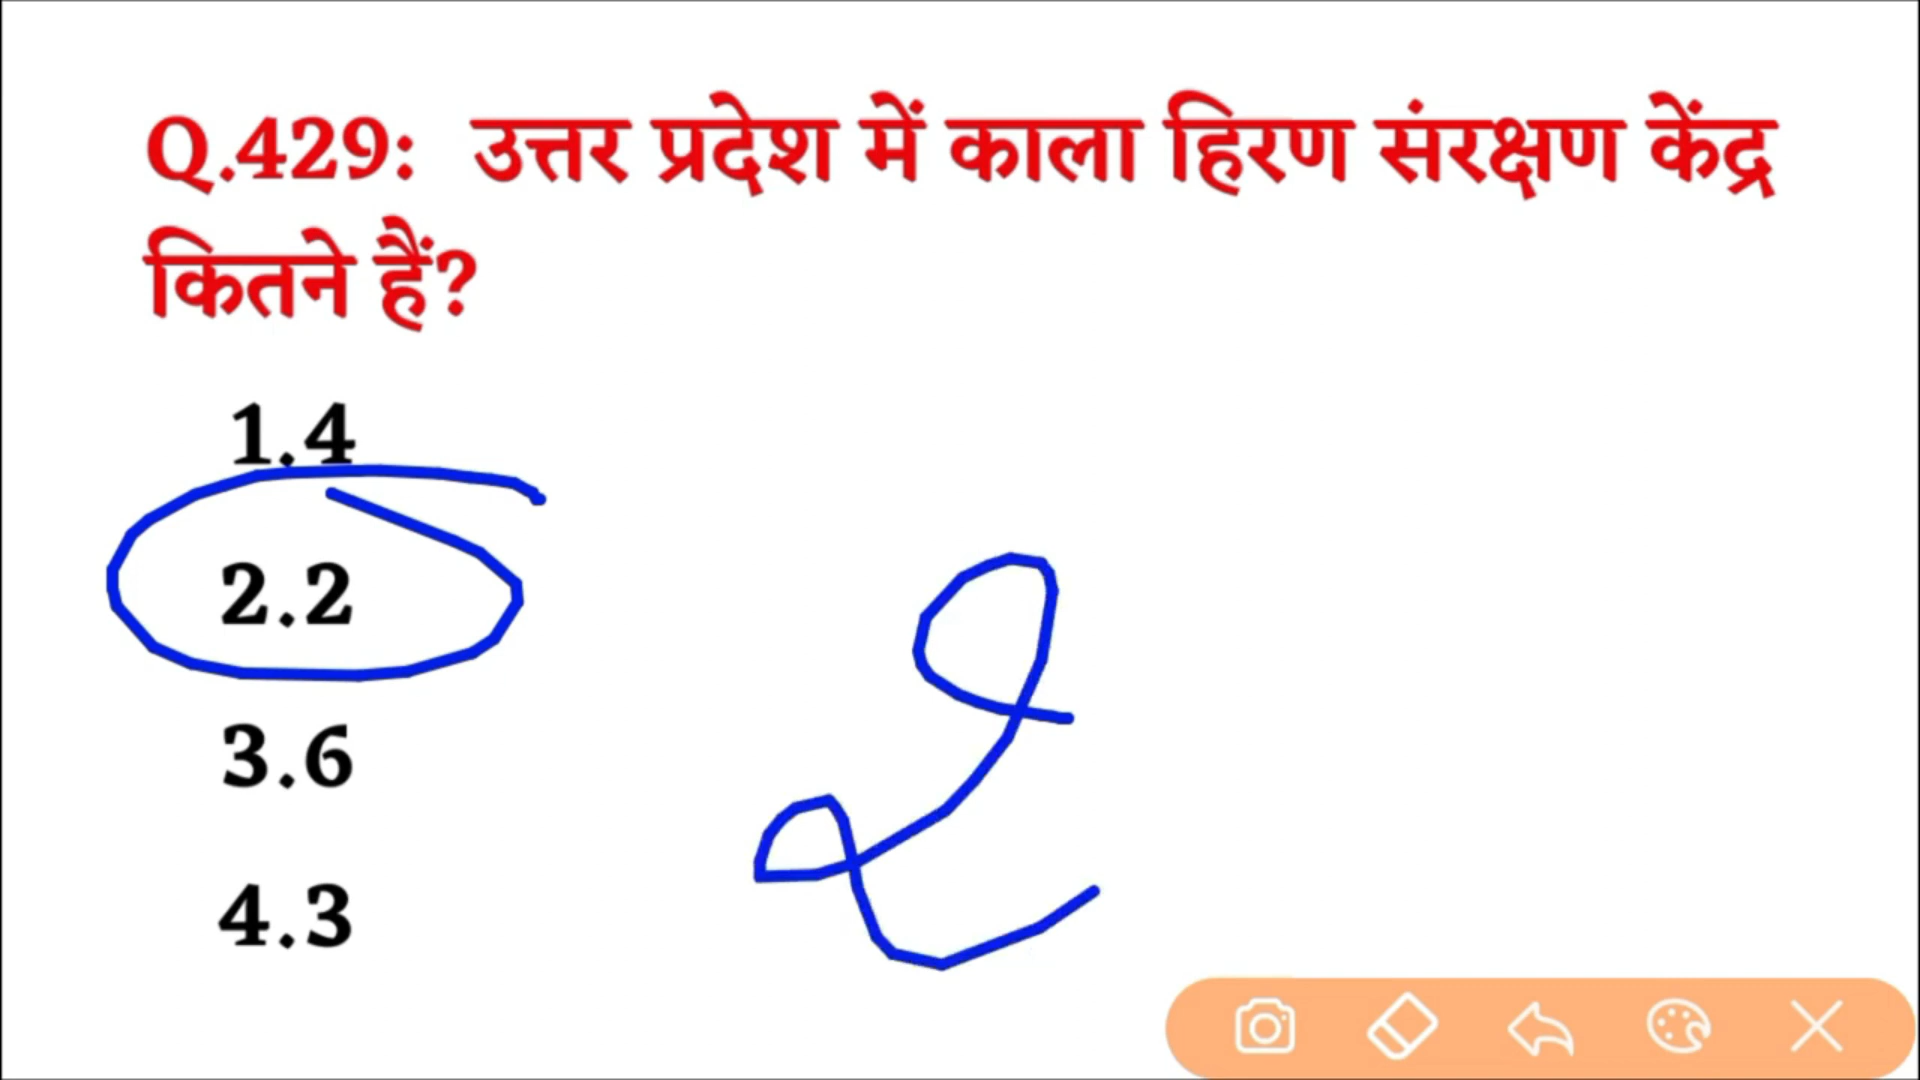 Q.429: उत्तर प्रदेश में काला हिरण संरक्षण केंद्र
कितने हैं?
1.4
2.2
3.6
4.3
2